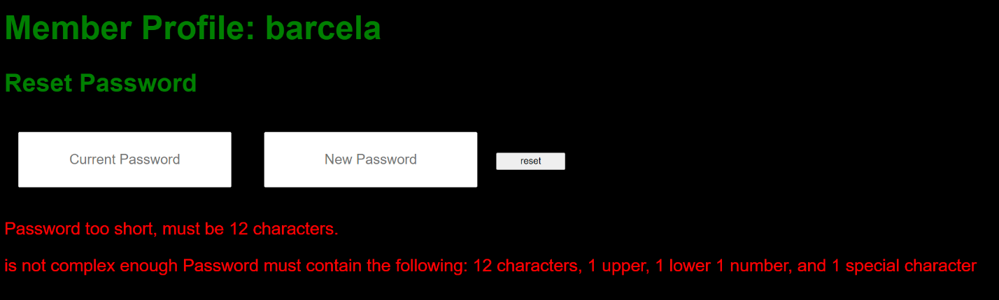 Member Profile: barcela
Reset Password
Current Password New Password reset
Password too short, must be 12 characters.
is not complex enough Password must contain the following: 12 characters, 1 upper, 1 lower 1 number, and 1 special character